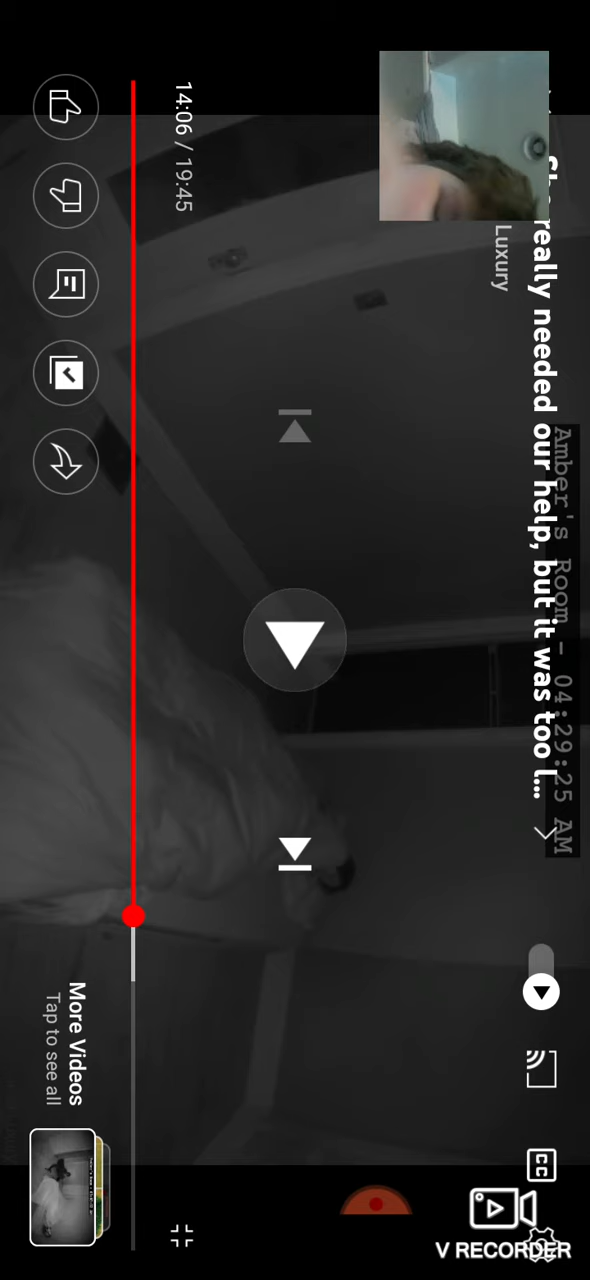 She really needed our help, but it was too l...
Luxury
Amber's Room - 04:29:25 AM
CC
14:06 / 19:45
More Videos
Tap to see all
V RECORDER